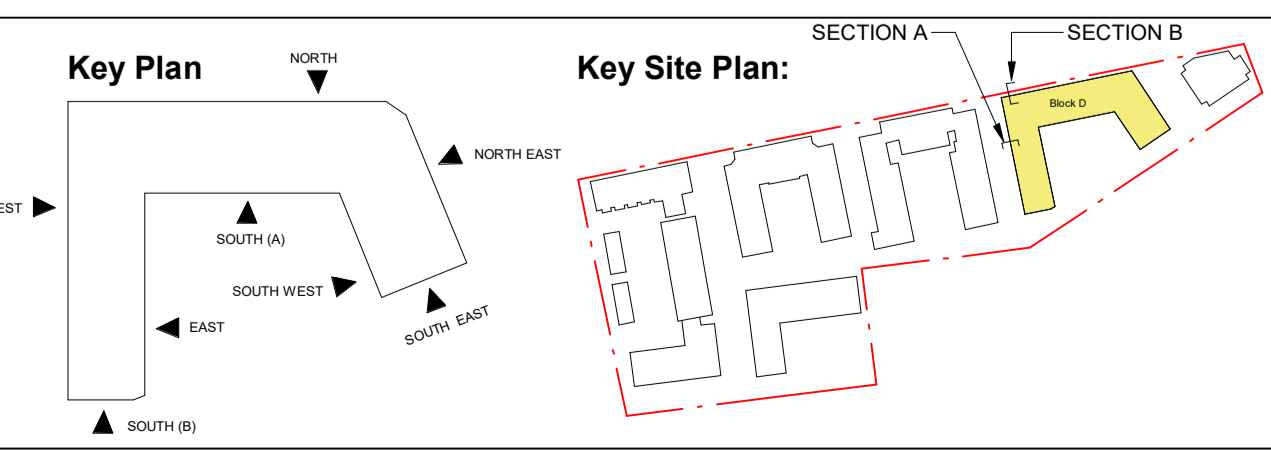 Key Plan
NORTH
NORTH EAST
EST
SOUTH (A)
SOUTH WEST
EAST
SOUTH EAST
SOUTH (B)
Key Site Plan:
SECTION A
SECTION B
Block D